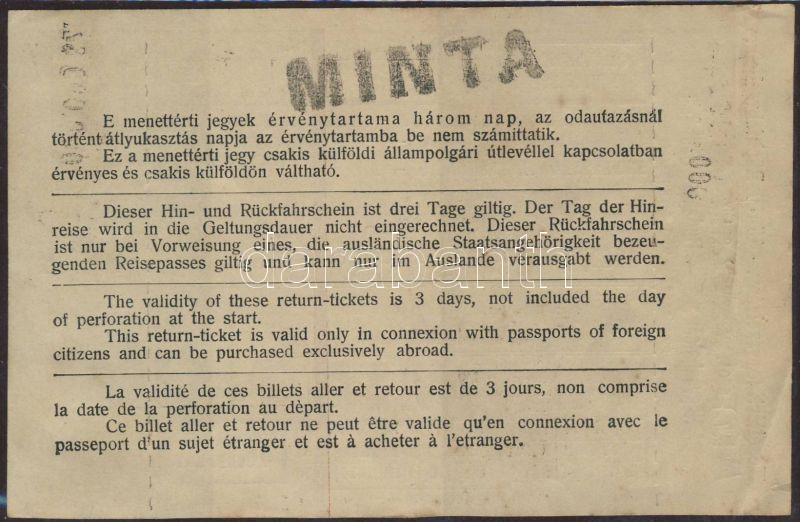 MINTA
E menettérti jegyek érvénytartama három nap, az odautazásnál
történt átlyukasztás napja az érvénytartamba be nem számittatik.
Ez a menettérti jegy csakis külföldi állampolgári útlevéllel kapcsolatban
érvényes és csakis külföldön váltható.
Dieser Hin- und Rückfahrschein ist drei Tage giltig. Der Tag der Hin-
reise wird in die Geltungsdauer nicht eingerechnet. Dieser Rückfahrschein
ist nur bei Vorweisung eines, die ausländische Staatsangehörigkeit bezeu-
genden Reisepasses giltig und kann nur im Auslande verausgabt werden.
darabanth
The validity of these return-tickets is 3 days, not included the day
of perforation at the start.
This return-ticket is valid only in connexion with passports of foreign
citizens and can be purchased exclusively abroad.
La validité de ces billets aller et retour est de 3 jours, non comprise
la date de la perforation au dèpart.
Ce billet aller et retour ne peut être valide qu'en connexion avec le
passeport d'un sujet étranger et est à acheter à l'etranger.
000